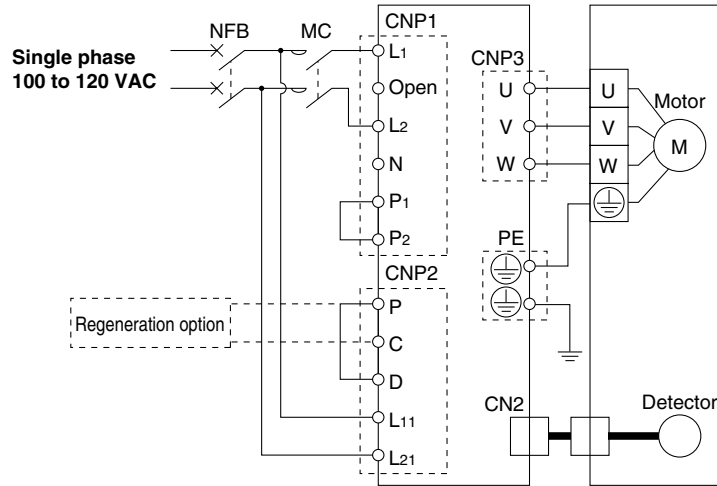 NFB
MC
CNP1
Single phase
100 to 120 VAC
L1
Open
L2
N
P1
P2
CNP2
Regeneration option
P
C
D
L11
L21
CNP3
U
V
W
PE
CN2
U
V
W
Motor
M
Detector